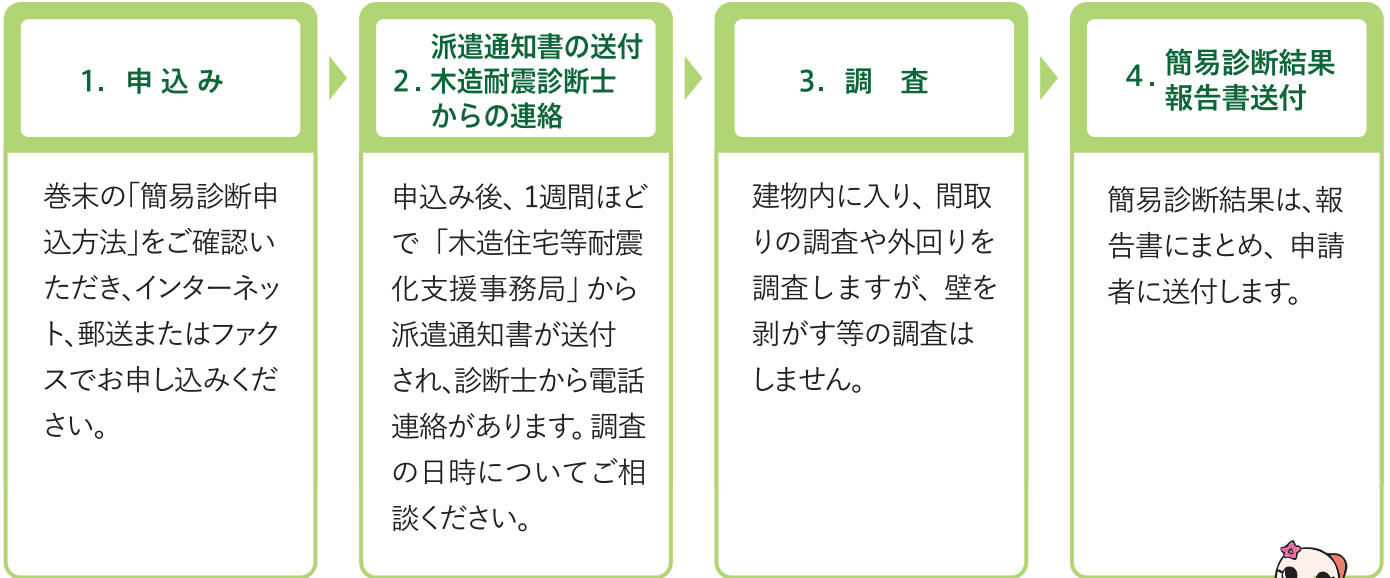 1. 申込み
巻末の「簡易診断申
込方法」をご確認い
ただき、インターネッ
ト、郵送またはファク
スでお申し込みくだ
さい。
派遣通知書の送付
2. 木造耐震診断士
からの連絡
申込み後、1週間ほど
で「木造住宅等耐震
化支援事務局」から
派遣通知書が送付
され、診断士から電話
連絡があります。調査
の日時についてご相
談ください。
3. 調　査
建物内に入り、間取
りの調査や外回りを
調査しますが、壁を
剥がす等の調査は
しません。
4. 簡易診断結果
報告書送付
簡易診断結果は、報
告書にまとめ、申請
者に送付します。